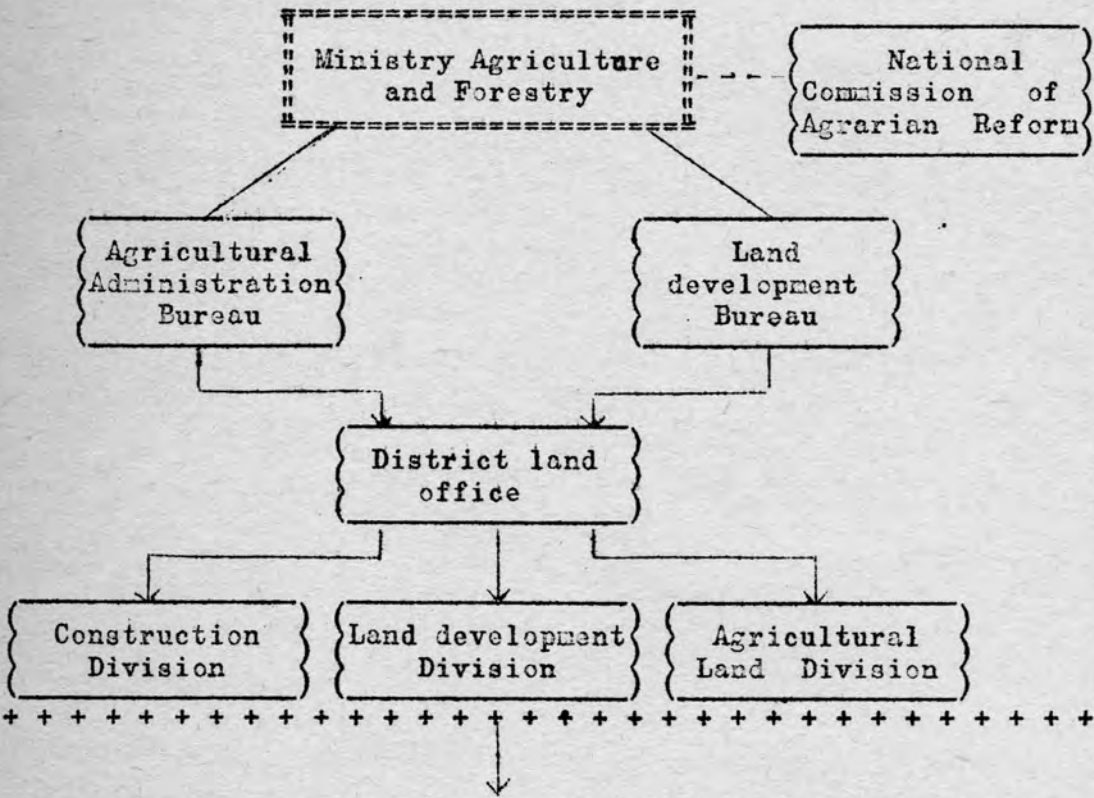 Ministry Agriculture
and Forestry
National
Commission of
Agrarian Reform
Agricultural
Administration
Bureau
Land
development
Bureau
District land
office
Construction
Division
Land development
Division
Agricultural
Land Division